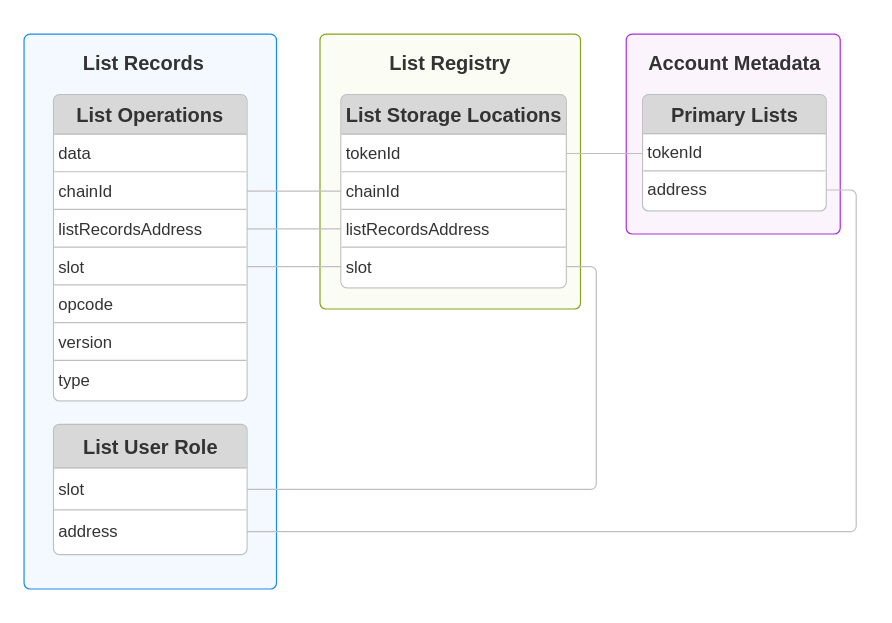 List Records
List Operations
data
chainId
listRecordsAddress
slot
opcode
version
type
List User Role
slot
address
List Registry
List Storage Locations
tokenId
chainId
listRecordsAddress
slot
Account Metadata
Primary Lists
tokenId
address